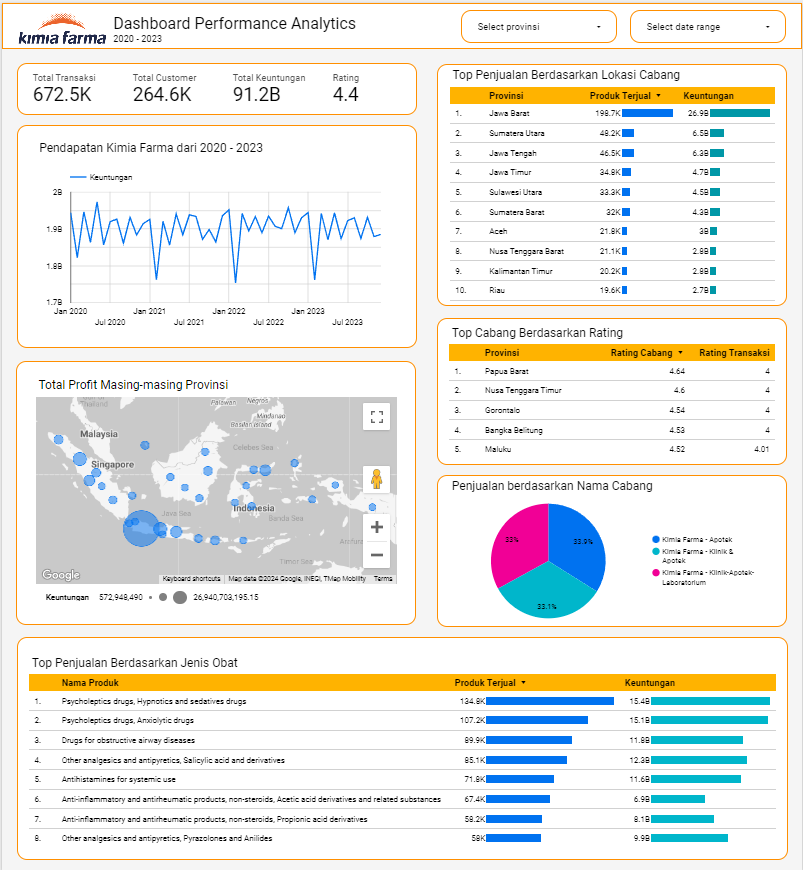 kimia farma
Dashboard Performance Analytics
2020 - 2023
Select provinsi
Select date range
Total Transaksi
672.5K
Total Customer
264.6K
Total Keuntungan
91.2B
Rating
4.4
Pendapatan Kimia Farma dari 2020 - 2023
Keuntungan
2B
1.9B
1.8B
1.7B
Jan 2020
Jul 2020
Jan 2021
Jul 2021
Jan 2022
Jul 2022
Jan 2023
Jul 2023
Total Profit Masing-masing Provinsi
Thailand
Palawan
Negros
Mindanao
Basilan Island
Malaysia
Celebes Sea
Singapore
Java Sea
Indonesia
Banda Sea
Arafura
Timor Sea
Google
Keyboard shortcuts
Map data ©2024 Google, INEGI, TMap Mobility
Terms
Keuntungan 572,948,490 26,940,703,195.15
Top Penjualan Berdasarkan Lokasi Cabang
Provinsi Produk Terjual Keuntungan
1. Jawa Barat 198.7K 26.9B
2. Sumatera Utara 48.2K 6.5B
3. Jawa Tengah 46.5K 6.3B
4. Jawa Timur 34.8K 4.7B
5. Sulawesi Utara 33.3K 4.5B
6. Sumatera Barat 32K 4.3B
7. Aceh 21.8K 3B
8. Nusa Tenggara Barat 21.1K 2.8B
9. Kalimantan Timur 20.2K 2.8B
10. Riau 19.6K 2.7B
Top Cabang Berdasarkan Rating
Provinsi Rating Cabang Rating Transaksi
1. Papua Barat 4.64 4
2. Nusa Tenggara Timur 4.6 4
3. Gorontalo 4.54 4
4. Bangka Belitung 4.53 4
5. Maluku 4.52 4.01
Penjualan berdasarkan Nama Cabang
33%
33.9%
33.1%
Kimia Farma - Apotek
Kimia Farma - Klinik &
Apotek
Kimia Farma - Klinik-Apotek-
Laboratorium
Top Penjualan Berdasarkan Jenis Obat
Nama Produk Produk Terjual Keuntungan
1. Psycholeptics drugs, Hypnotics and sedatives drugs 134.8K 15.4B
2. Psycholeptics drugs, Anxiolytic drugs 107.2K 15.1B
3. Drugs for obstructive airway diseases 89.9K 11.8B
4. Other analgesics and antipyretics, Salicylic acid and derivatives 85.1K 12.3B
5. Antihistamines for systemic use 71.8K 11.6B
6. Anti-inflammatory and antirheumatic products, non-steroids, Acetic acid derivatives and related substances 67.4K 6.9B
7. Anti-inflammatory and antirheumatic products, non-steroids, Propionic acid derivatives 58.2K 8.1B
8. Other analgesics and antipyretics, Pyrazolones and Anilides 58K 9.9B